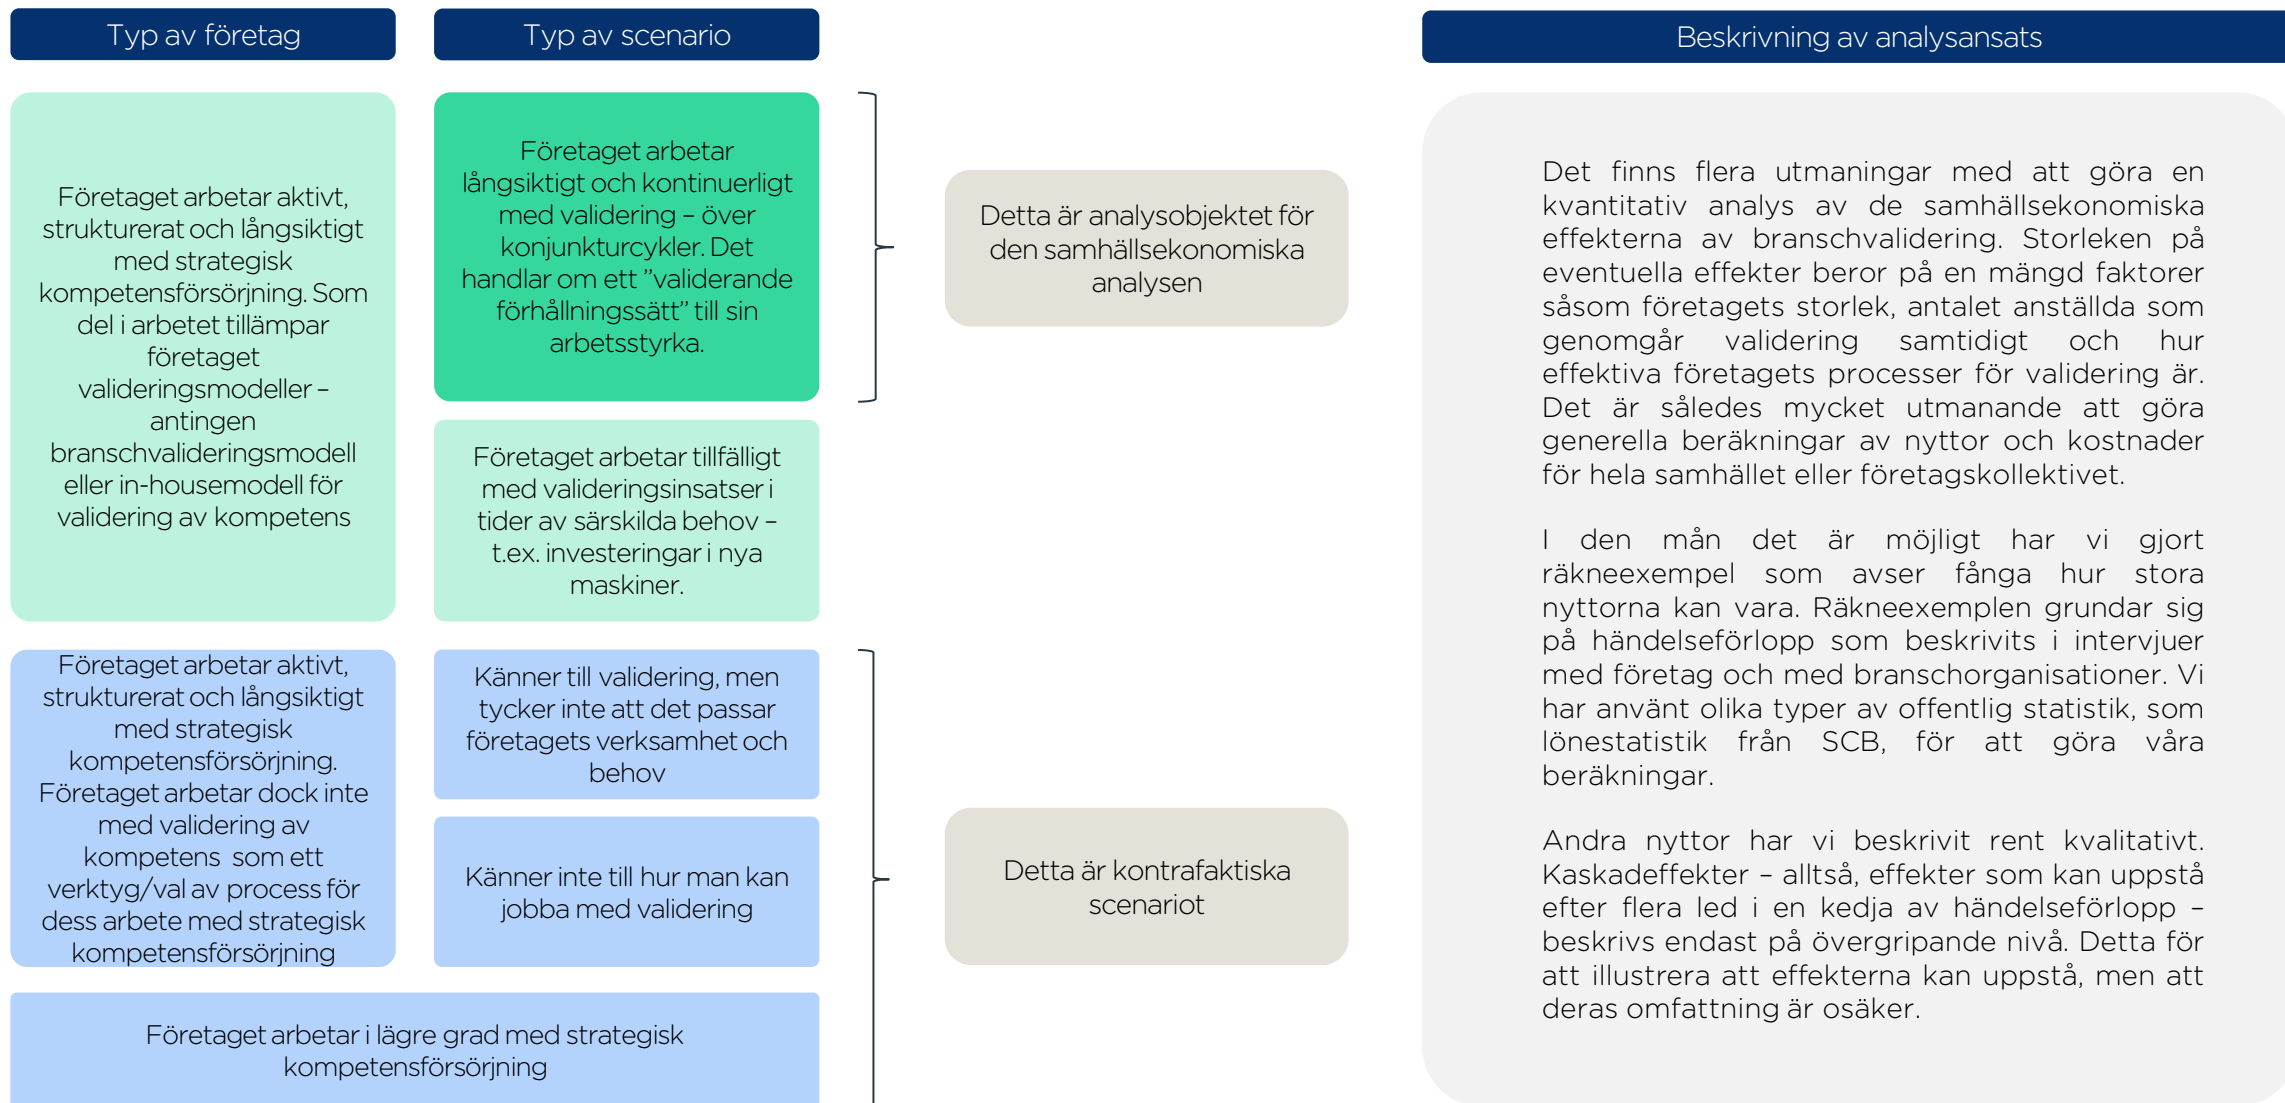 Typ av företag
Typ av scenario
Beskrivning av analysansats
Företaget arbetar aktivt,
strukturerat och långsiktigt
med strategisk
kompetensförsörjning. Som
del i arbetet tillämpar
företaget
valideringsmodeller –
antingen
branschvalideringsmodell
eller in-housemodell för
validering av kompetens
Företaget arbetar
långsiktigt och kontinuerligt
med validering – över
konjunkturcykler. Det
handlar om ett ”validerande
förhållningssätt” till sin
arbetsstyrka.
Företaget arbetar tillfälligt
med valideringsinsatser i
tider av särskilda behov –
t.ex. investeringar i nya
maskiner.
Detta är analysobjektet för
den samhällsekonomiska
analysen
Företaget arbetar aktivt,
strukturerat och långsiktigt
med strategisk
kompetensförsörjning.
Företaget arbetar dock inte
med validering av
kompetens  som ett
verktyg/val av process för
dess arbete med strategisk
kompetensförsörjning
Känner till validering, men
tycker inte att det passar
företagets verksamhet och
behov
Känner inte till hur man kan
jobba med validering
Detta är kontrafaktiska
scenariot
Företaget arbetar i lägre grad med strategisk
kompetensförsörjning
Det finns flera utmaningar med att göra en
kvantitativ analys av de samhällsekonomiska
effekterna av branschvalidering. Storleken på
eventuella effekter beror på en mängd faktorer
såsom företagets storlek, antalet anställda som
genomgår validering samtidigt och hur
effektiva företagets processer för validering är.
Det är således mycket utmanande att göra
generella beräkningar av nyttor och kostnader
för hela samhället eller företagskollektivet.
I den mån det är möjligt har vi gjort
räkneexempel som avser fånga hur stora
nyttorna kan vara. Räkneexemplen grundar sig
på händelseförlopp som beskrivits i intervjuer
med företag och med branschorganisationer. Vi
har använt olika typer av offentlig statistik, som
lönestatistik från SCB, för att göra våra
beräkningar.
Andra nyttor har vi beskrivit rent kvalitativt.
Kaskadeffekter – alltså, effekter som kan uppstå
efter flera led i en kedja av händelseförlopp –
beskrivs endast på övergripande nivå. Detta för
att illustrera att effekterna kan uppstå, men att
deras omfattning är osäker.